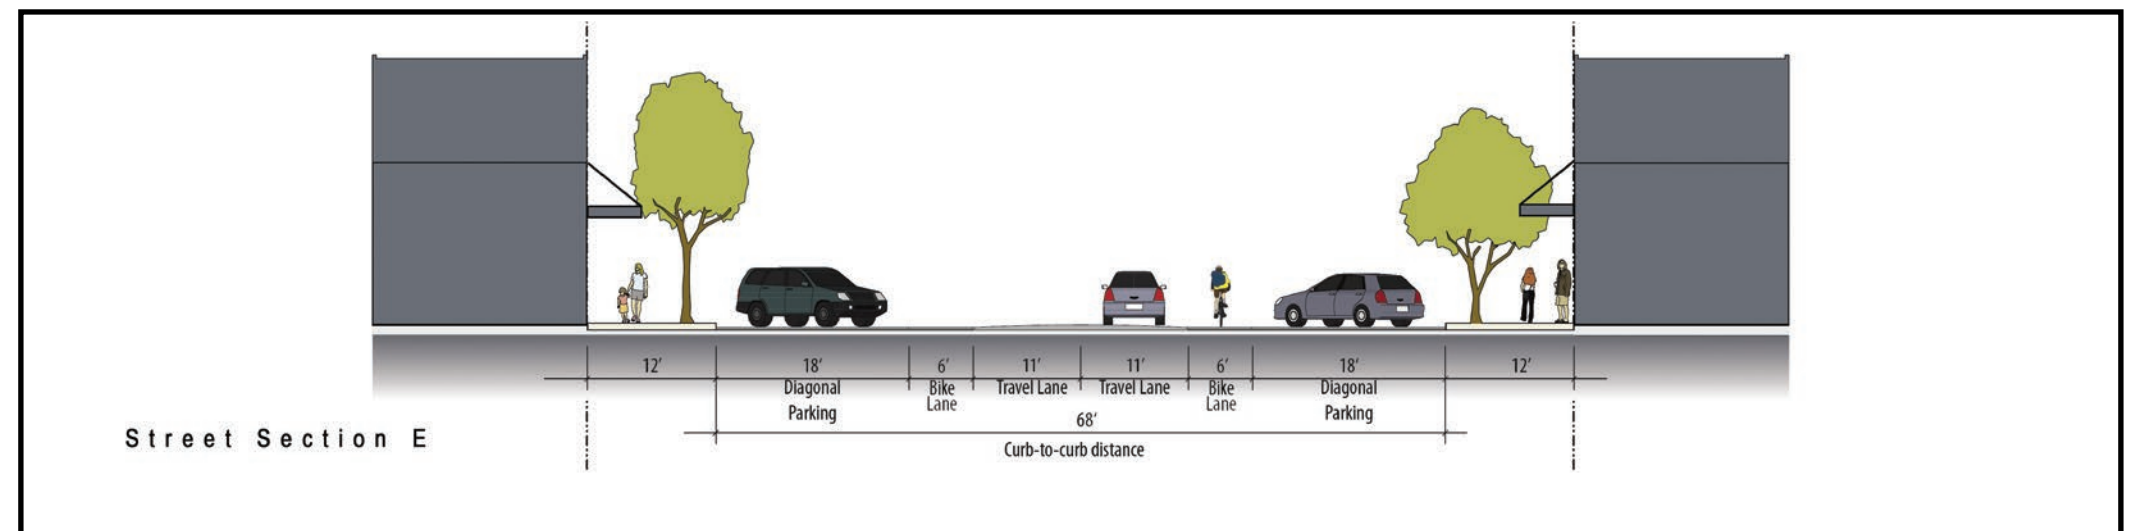 12′ 18′ 6′ 11′ 11′ 6′ 18′ 12′
Diagonal Bike Travel Lane Travel Lane Bike Diagonal
Parking Lane Lane Parking
68′
Street Section E
Curb-to-curb distance